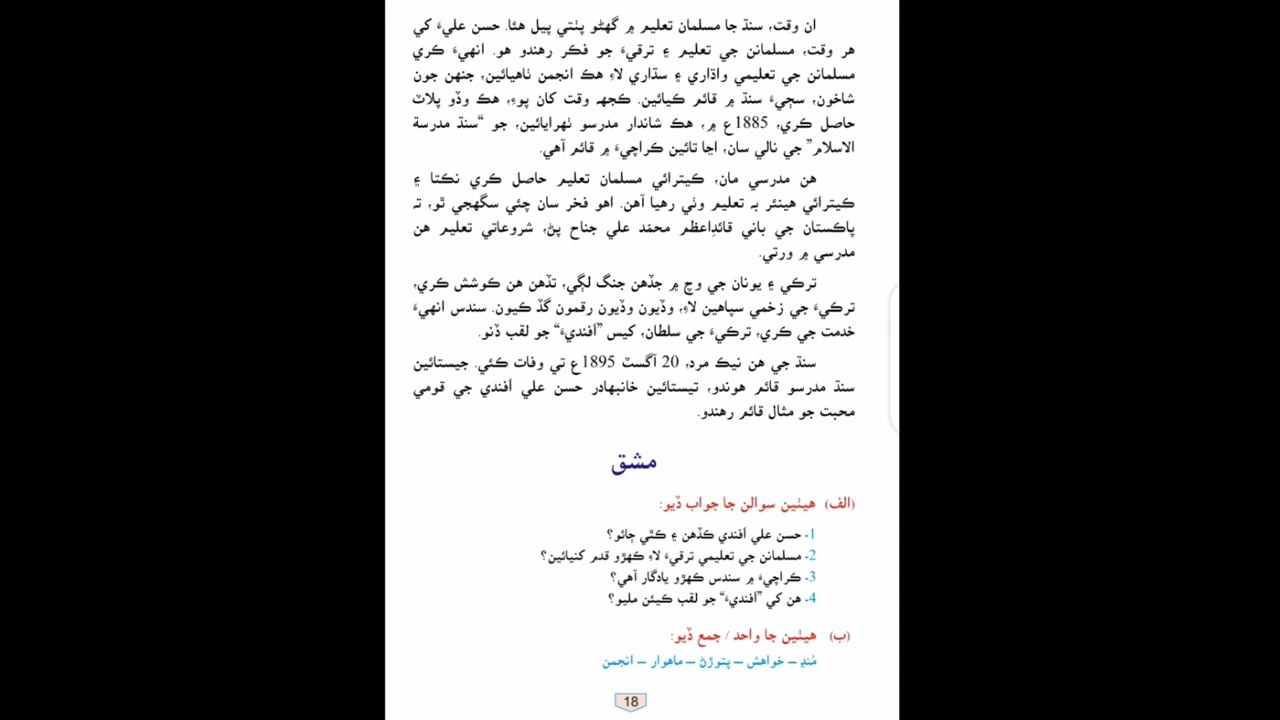 ان وقت، سنڌ جا مسلمان تعليم ۾ گهڻو پٺتي پيل هئا. حسن عليءَ کي
هر وقت، مسلمانن جي تعليم ۽ ترقيءَ جو فڪر رهندو هو. انهيءَ ڪري
مسلمانن جي تعليمي واڌاري ۽ سڌاري لاءِ هڪ انجمن ٺاهيائين، جنهن جون
شاخون، سڄيءَ سنڌ ۾ قائم ڪيائين. ڪجهه وقت کان پوءِ، هڪ وڏو پلاٽ
حاصل ڪري، 1885ع ۾، هڪ شاندار مدرسو ٺهرايائين، جو “سنڌ مدرسة
الاسلام” جي نالي سان، اڃا تائين ڪراچيءَ ۾ قائم آهي.
هن مدرسي مان، ڪيترائي مسلمان تعليم حاصل ڪري نڪتا ۽
ڪيترائي هينئر به تعليم وٺي رهيا آهن. اهو فخر سان چئي سگهجي ٿو، ته
پاڪستان جي باني قائدِاعظم محمّد علي جناح پڻ، شروعاتي تعليم هن
مدرسي ۾ ورتي.
ترڪي ۽ يونان جي وچ ۾ جڏهن جنگ لڳي، تڏهن هن ڪوشش ڪري،
ترڪيءَ جي زخمي سپاهين لاءِ، وڏيون وڏيون رقمون گڏ ڪيون. سندس انهيءَ
خدمت جي ڪري، ترڪيءَ جي سلطان، کيس ”آفنديءَ“ جو لقب ڏنو.
سنڌ جي هن نيڪ مرد، 20 آگسٽ 1895ع تي وفات ڪئي. جيستائين
سنڌ مدرسو قائم هوندو، تيستائين خانبهادر حسن علي آفندي جي قومي
محبت جو مثال قائم رهندو.
مشق
(الف) هيٺين سوالن جا جواب ڏيو:
1- حسن علي آفندي ڪڏهن ۽ ڪٿي ڄائو؟
2- مسلمانن جي تعليمي ترقيءَ لاءِ ڪهڙو قدم کنيائين؟
3- ڪراچيءَ ۾ سندس ڪهڙو يادگار آهي؟
4- هن کي ”آفنديءَ“ جو لقب ڪيئن مليو؟
(ب) هيٺين جا واحد / جمع ڏيو:
مُند – خواهش – پتوڙڻ – ماهوار – انجمن
18